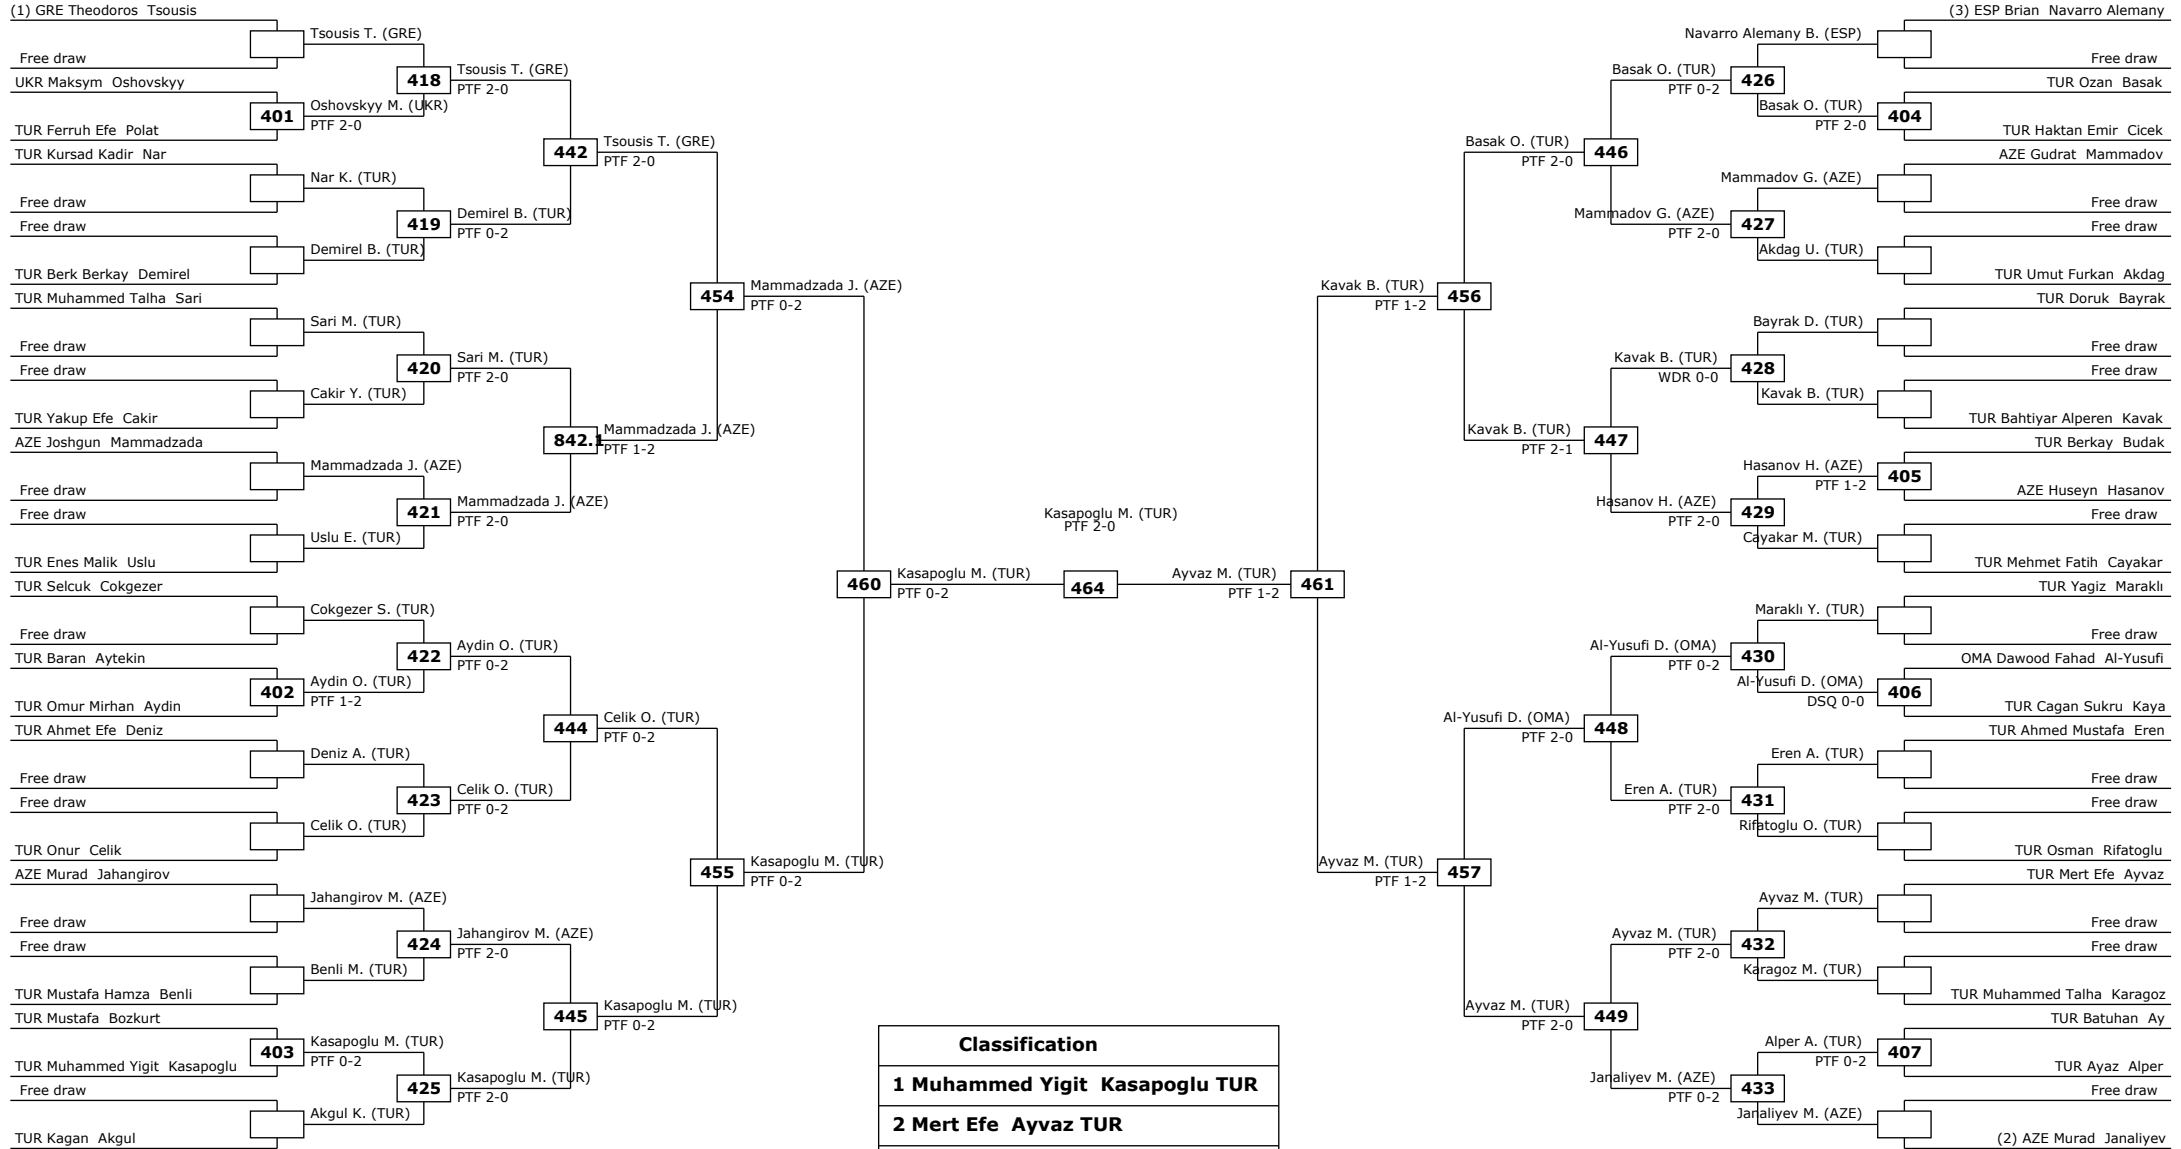 (1) GRE Theodoros Tsousis
Free draw
UKR Maksym Oshovskyy
TUR Ferruh Efe Polat
TUR Kursad Kadir Nar
Free draw
Free draw
TUR Berk Berkay Demirel
TUR Muhammed Talha Sari
Free draw
Free draw
TUR Yakup Efe Cakir
AZE Joshgun Mammadzada
Free draw
Free draw
TUR Enes Malik Uslu
TUR Selcuk Cokgezer
Free draw
TUR Baran Aytekin
TUR Omur Mirhan Aydin
TUR Ahmet Efe Deniz
Free draw
Free draw
TUR Onur Celik
AZE Murad Jahangirov
Free draw
Free draw
TUR Mustafa Hamza Benli
TUR Mustafa Bozkurt
TUR Muhammed Yigit Kasapoglu
Free draw
TUR Kagan Akgul
Tsousis T. (GRE)
401
Oshovskyy M. (UKR)
PTF 2-0
Nar K. (TUR)
Demirel B. (TUR)
Sari M. (TUR)
Cakir Y. (TUR)
Mammadzada J. (AZE)
Uslu E. (TUR)
Cokgezer S. (TUR)
402
Aydin O. (TUR)
PTF 1-2
Deniz A. (TUR)
Celik O. (TUR)
Jahangirov M. (AZE)
Benli M. (TUR)
403
Kasapoglu M. (TUR)
PTF 0-2
Akgul K. (TUR)
418
Tsousis T. (GRE)
PTF 2-0
419
Demirel B. (TUR)
PTF 0-2
420
Sari M. (TUR)
PTF 2-0
421
Mammadzada J. (AZE)
PTF 2-0
422
Aydin O. (TUR)
PTF 0-2
423
Celik O. (TUR)
PTF 0-2
424
Jahangirov M. (AZE)
PTF 2-0
425
Kasapoglu M. (TUR)
PTF 2-0
442
Tsousis T. (GRE)
PTF 2-0
842.1
Mammadzada J. (AZE)
PTF 1-2
444
Celik O. (TUR)
PTF 0-2
445
Kasapoglu M. (TUR)
PTF 0-2
454
Mammadzada J. (AZE)
PTF 0-2
455
Kasapoglu M. (TUR)
PTF 0-2
460
Kasapoglu M. (TUR)
PTF 0-2
Kasapoglu M. (TUR)
PTF 2-0
464
Ayvaz M. (TUR)
PTF 1-2
461
Kavak B. (TUR)
PTF 1-2
456
Ayvaz M. (TUR)
PTF 1-2
457
Basak O. (TUR)
PTF 2-0
446
Kavak B. (TUR)
PTF 2-1
447
Al-Yusufi D. (OMA)
PTF 2-0
448
Ayvaz M. (TUR)
PTF 2-0
449
Basak O. (TUR)
PTF 0-2
426
Mammadov G. (AZE)
PTF 2-0
427
Kavak B. (TUR)
WDR 0-0
428
Hasanov H. (AZE)
PTF 2-0
429
Al-Yusufi D. (OMA)
PTF 0-2
430
Eren A. (TUR)
PTF 2-0
431
Ayvaz M. (TUR)
PTF 2-0
432
Janaliyev M. (AZE)
PTF 0-2
433
Navarro Alemany B. (ESP)
Basak O. (TUR)
PTF 2-0
404
Mammadov G. (AZE)
Akdag U. (TUR)
Bayrak D. (TUR)
Kavak B. (TUR)
Hasanov H. (AZE)
PTF 1-2
405
Cayakar M. (TUR)
Maraklı Y. (TUR)
Al-Yusufi D. (OMA)
DSQ 0-0
406
Eren A. (TUR)
Rifatoglu O. (TUR)
Ayvaz M. (TUR)
Karagoz M. (TUR)
Alper A. (TUR)
PTF 0-2
407
Janaliyev M. (AZE)
(3) ESP Brian Navarro Alemany
Free draw
TUR Ozan Basak
TUR Haktan Emir Cicek
AZE Gudrat Mammadov
Free draw
Free draw
TUR Umut Furkan Akdag
TUR Doruk Bayrak
Free draw
Free draw
TUR Bahtiyar Alperen Kavak
TUR Berkay Budak
AZE Huseyn Hasanov
Free draw
TUR Mehmet Fatih Cayakar
TUR Yagiz Maraklı
Free draw
OMA Dawood Fahad Al-Yusufi
TUR Cagan Sukru Kaya
TUR Ahmed Mustafa Eren
Free draw
Free draw
TUR Osman Rifatoglu
TUR Mert Efe Ayvaz
Free draw
Free draw
TUR Muhammed Talha Karagoz
TUR Batuhan Ay
TUR Ayaz Alper
Free draw
(2) AZE Murad Janaliyev
Classification
1 Muhammed Yigit Kasapoglu TUR
2 Mert Efe Ayvaz TUR